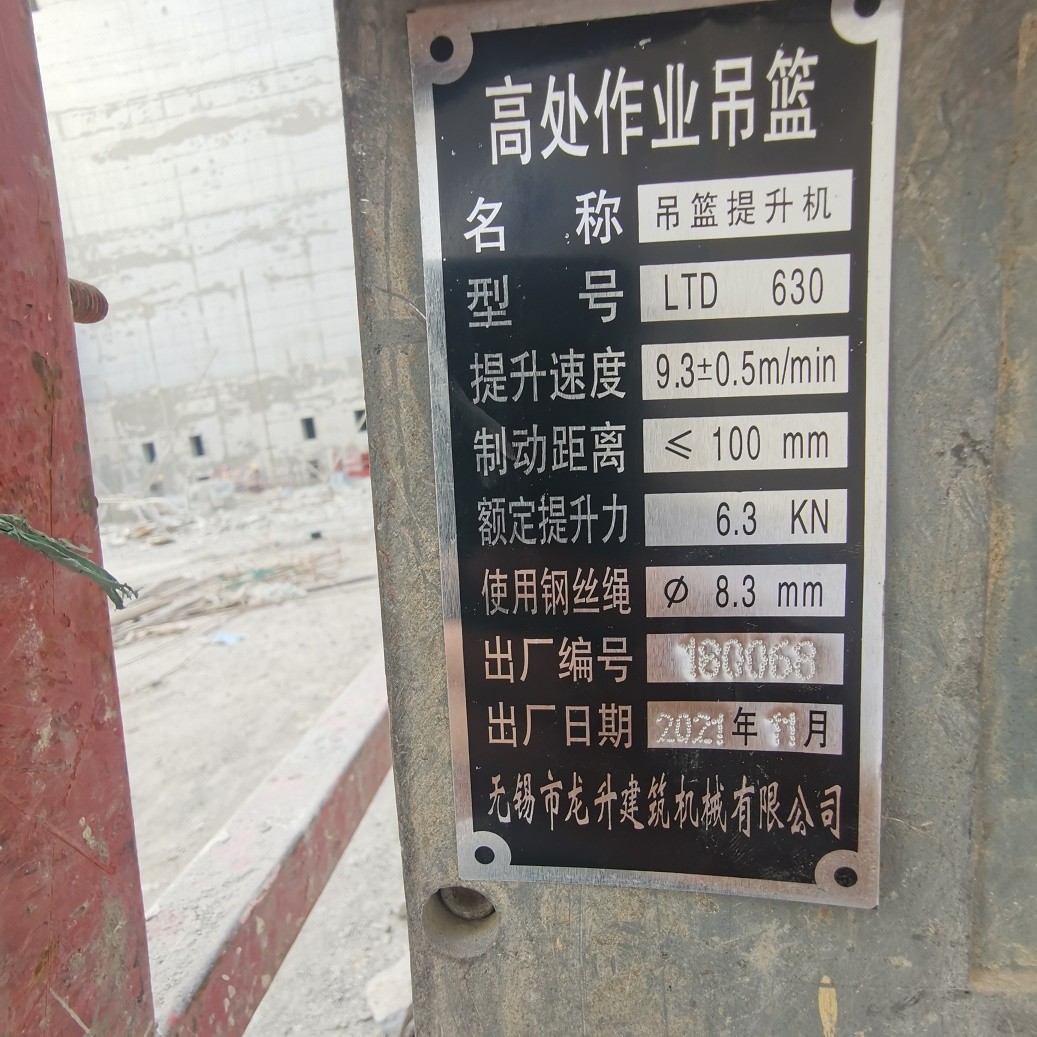 高处作业吊篮
名称 吊篮提升机
型号 LTD 630
提升速度 9.3±0.5m/min
制动距离 ≤ 100 mm
额定提升力 6.3 KN
使用钢丝绳 Ø 8.3 mm
出厂编号 180068
出厂日期 2021年11月
无锡市龙升建筑机械有限公司